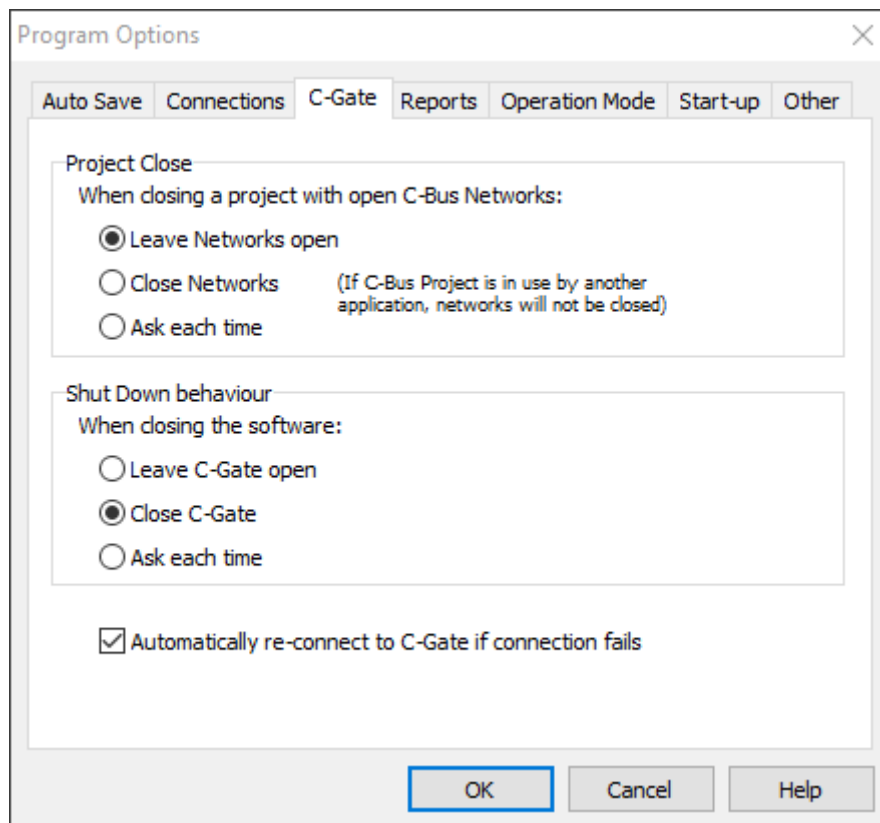 Program Options
Auto Save Connections C-Gate Reports Operation Mode Start-up Other
Project Close
When closing a project with open C-Bus Networks:
Leave Networks open
Close Networks (If C-Bus Project is in use by another
application, networks will not be closed)
Ask each time
Shut Down behaviour
When closing the software:
Leave C-Gate open
Close C-Gate
Ask each time
Automatically re-connect to C-Gate if connection fails
OK Cancel Help